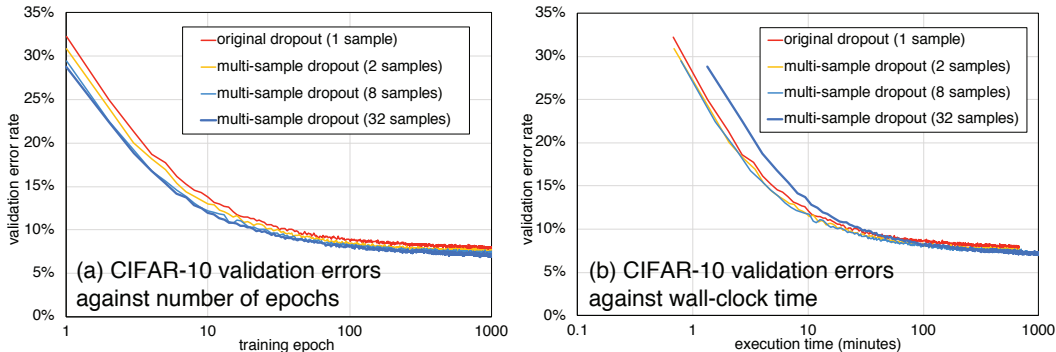 35%
30%
25%
20%
15%
10%
5%
0%
validation error rate
original dropout (1 sample)
multi-sample dropout (2 samples)
multi-sample dropout (8 samples)
multi-sample dropout (32 samples)
(a) CIFAR-10 validation errors
against number of epochs
1 10 100 1000
training epoch
35%
30%
25%
20%
15%
10%
5%
0%
validation error rate
original dropout (1 sample)
multi-sample dropout (2 samples)
multi-sample dropout (8 samples)
multi-sample dropout (32 samples)
(b) CIFAR-10 validation errors
against wall-clock time
0.1 1 10 100 1000
execution time (minutes)